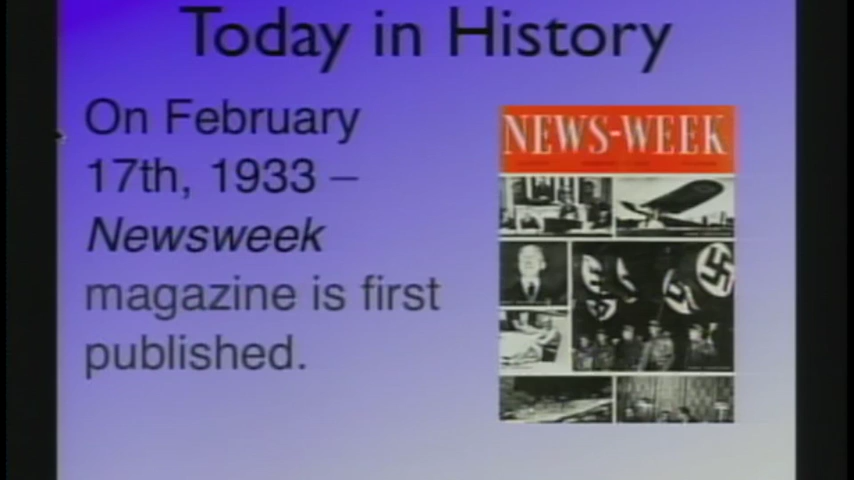 Today in History
On February
17th, 1933 –
Newsweek
magazine is first
published.
NEWS-WEEK